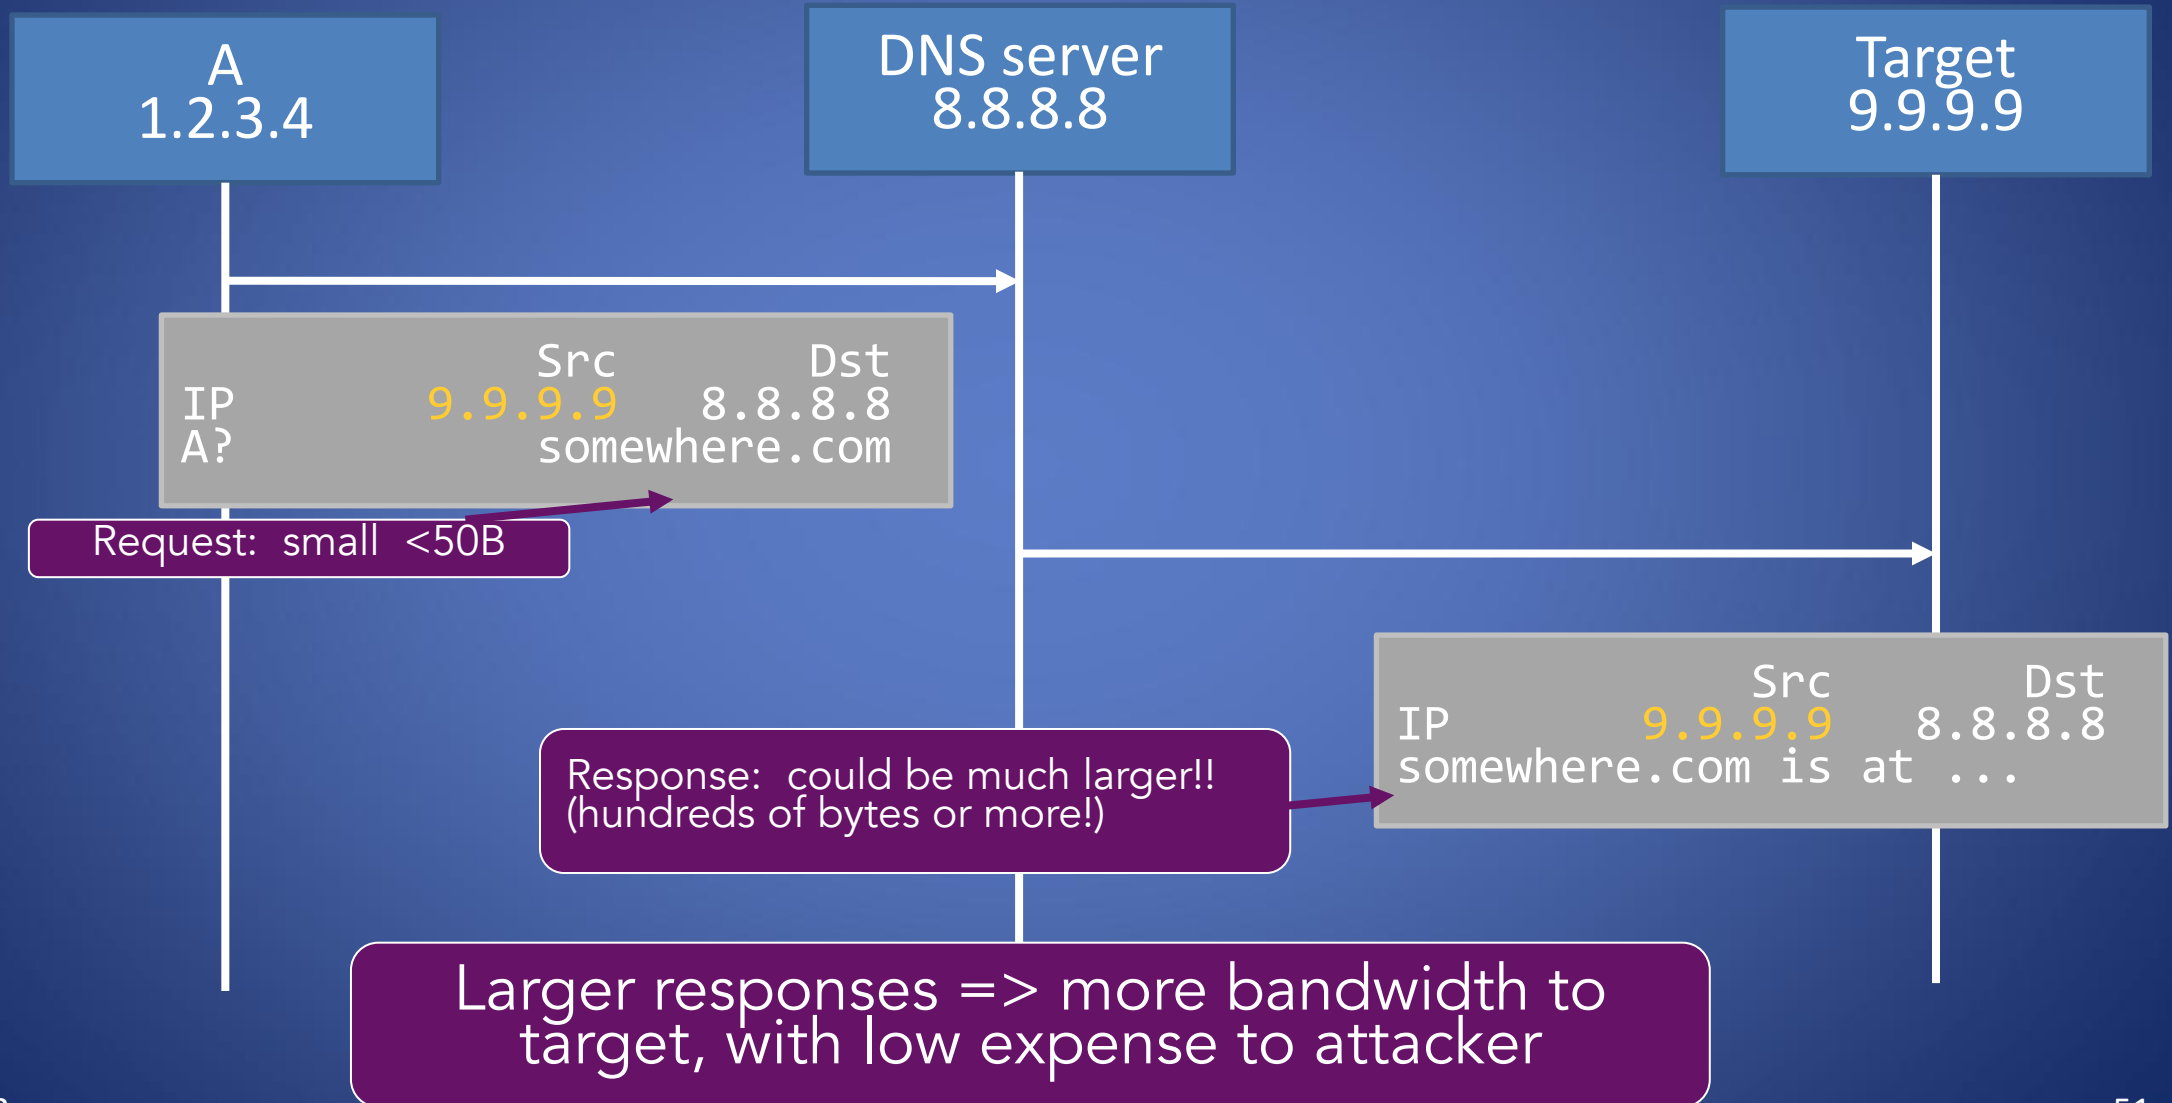 A
1.2.3.4
DNS server
8.8.8.8
Target
9.9.9.9
Src Dst
IP 9.9.9.9 8.8.8.8
A? somewhere.com
Request: small <50B
Src Dst
IP 9.9.9.9 8.8.8.8
somewhere.com is at ...
Response: could be much larger!!
(hundreds of bytes or more!)
Larger responses => more bandwidth to
target, with low expense to attacker